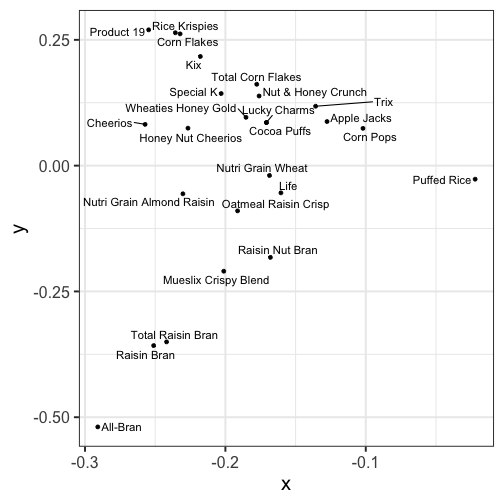 Product 19
Rice Krispies
Corn Flakes
0.25
Kix
Total Corn Flakes
Special K
Nut & Honey Crunch
Trix
Wheaties Honey Gold
Lucky Charms
Cheerios
Apple Jacks
Cocoa Puffs
Honey Nut Cheerios
Corn Pops
0.00
Nutri Grain Wheat
Puffed Rice
Life
Nutri Grain Almond Raisin
Oatmeal Raisin Crisp
y
Raisin Nut Bran
-0.25
Mueslix Crispy Blend
Total Raisin Bran
Raisin Bran
-0.50
All-Bran
-0.3
-0.2
-0.1
x